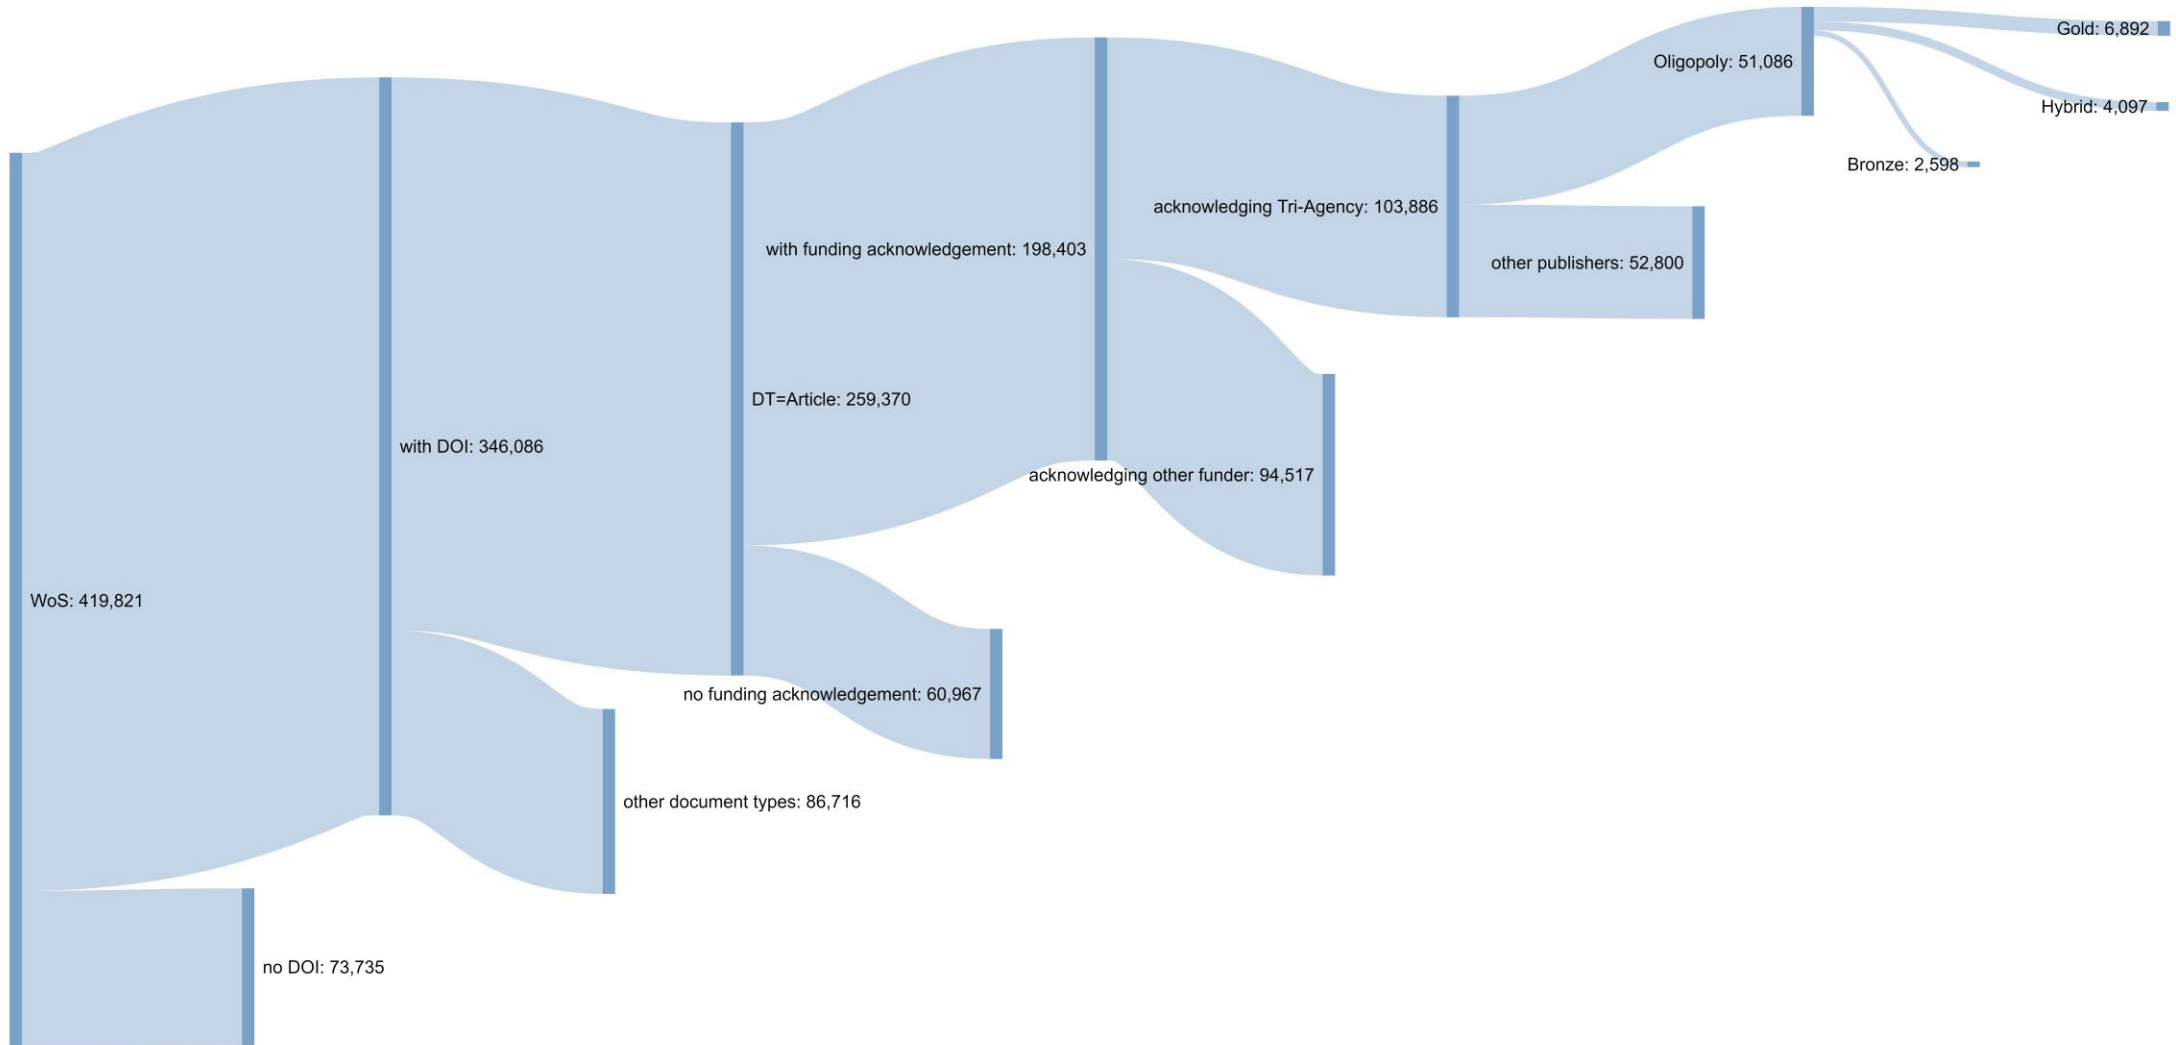 WoS: 419,821
no DOI: 73,735
with DOI: 346,086
other document types: 86,716
DT=Article: 259,370
no funding acknowledgement: 60,967
with funding acknowledgement: 198,403
acknowledging other funder: 94,517
acknowledging Tri-Agency: 103,886
other publishers: 52,800
Oligopoly: 51,086
Gold: 6,892
Hybrid: 4,097
Bronze: 2,598